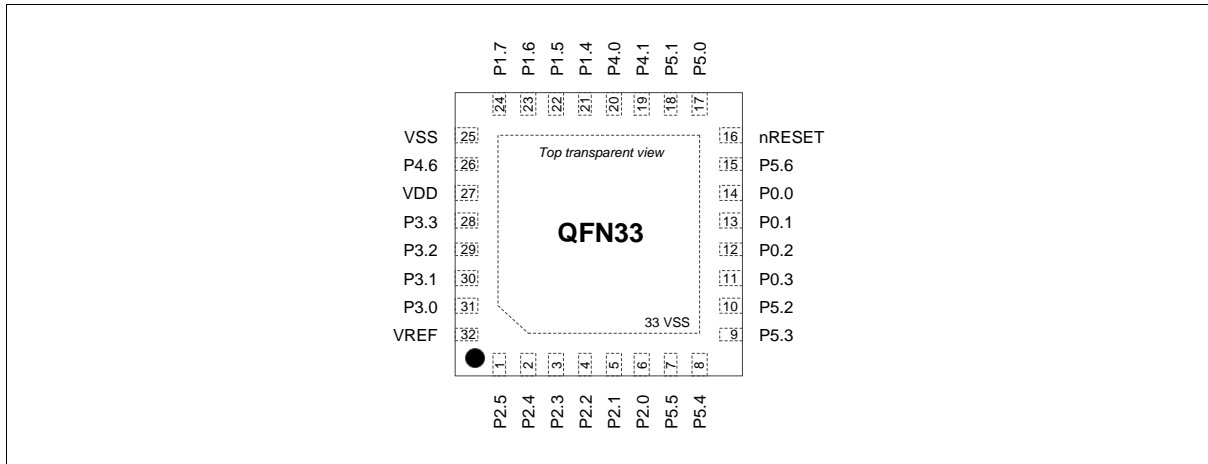 P1.7 P1.6 P1.5 P1.4 P4.0 P4.1 P5.1 P5.0
24 23 22 21 20 19 18 17
VSS 25 16 nRESET
Top transparent view
P4.6 26 15 P5.6
VDD 27 14 P0.0
P3.3 28 13 P0.1
QFN33
P3.2 29 12 P0.2
P3.1 30 11 P0.3
P3.0 31 10 P5.2
33 VSS
VREF 32 9 P5.3
1 2 3 4 5 6 7 8
P2.5 P2.4 P2.3 P2.2 P2.1 P2.0 P5.5 P5.4